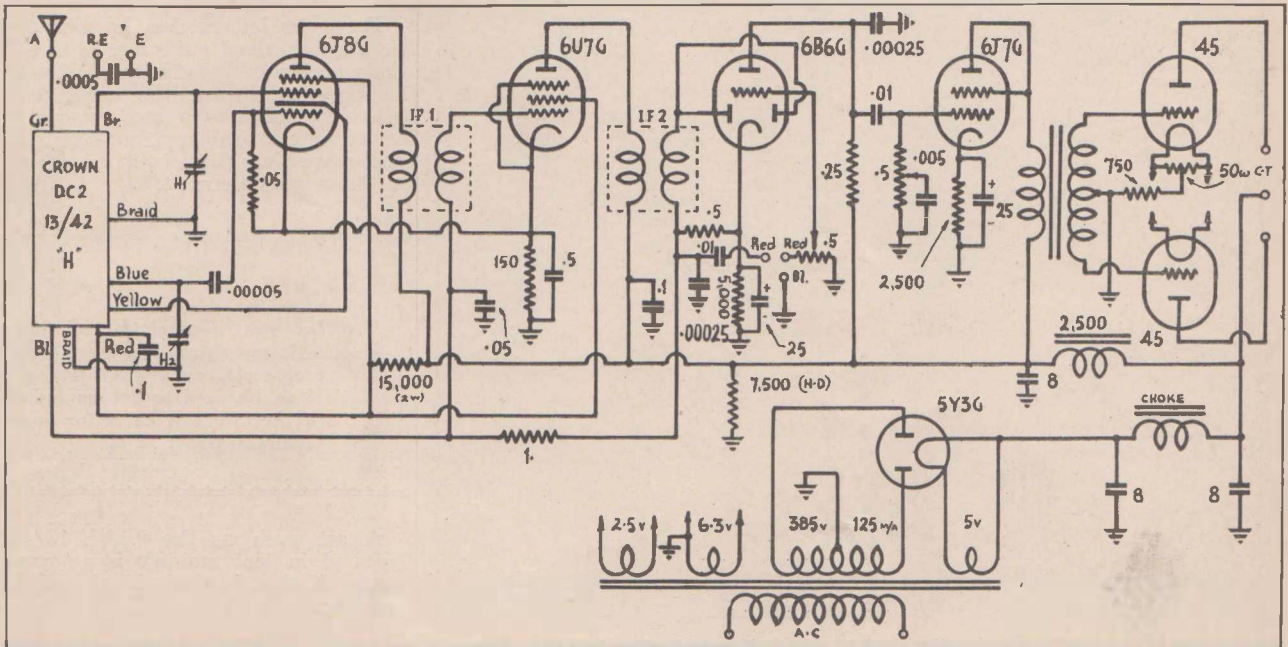 6J8G
6U7G
6B6G
6J7G
45
A
R.E
E
.0005
.00025
Gr.
Br.
I·F 1
I·F 2
.01
CROWN
D.C 2
13/42
"H"
H1
.05
.25
.5
.005
750
50ω C·T
Braid
.5
Blue
.00005
150
.5
.01
Red
Red
.5
Bl.
2,500
25
Yellow
.1
5,000
.00025
25
45
Bl.
BRAID
Red
H2
.05
2,500
.1
15,000
(2w)
7,500 (H·D)
8
5Y3G
CHOKE
1.
2·5v
6·3v
385v
125 m/A
5v
8
8
A·C